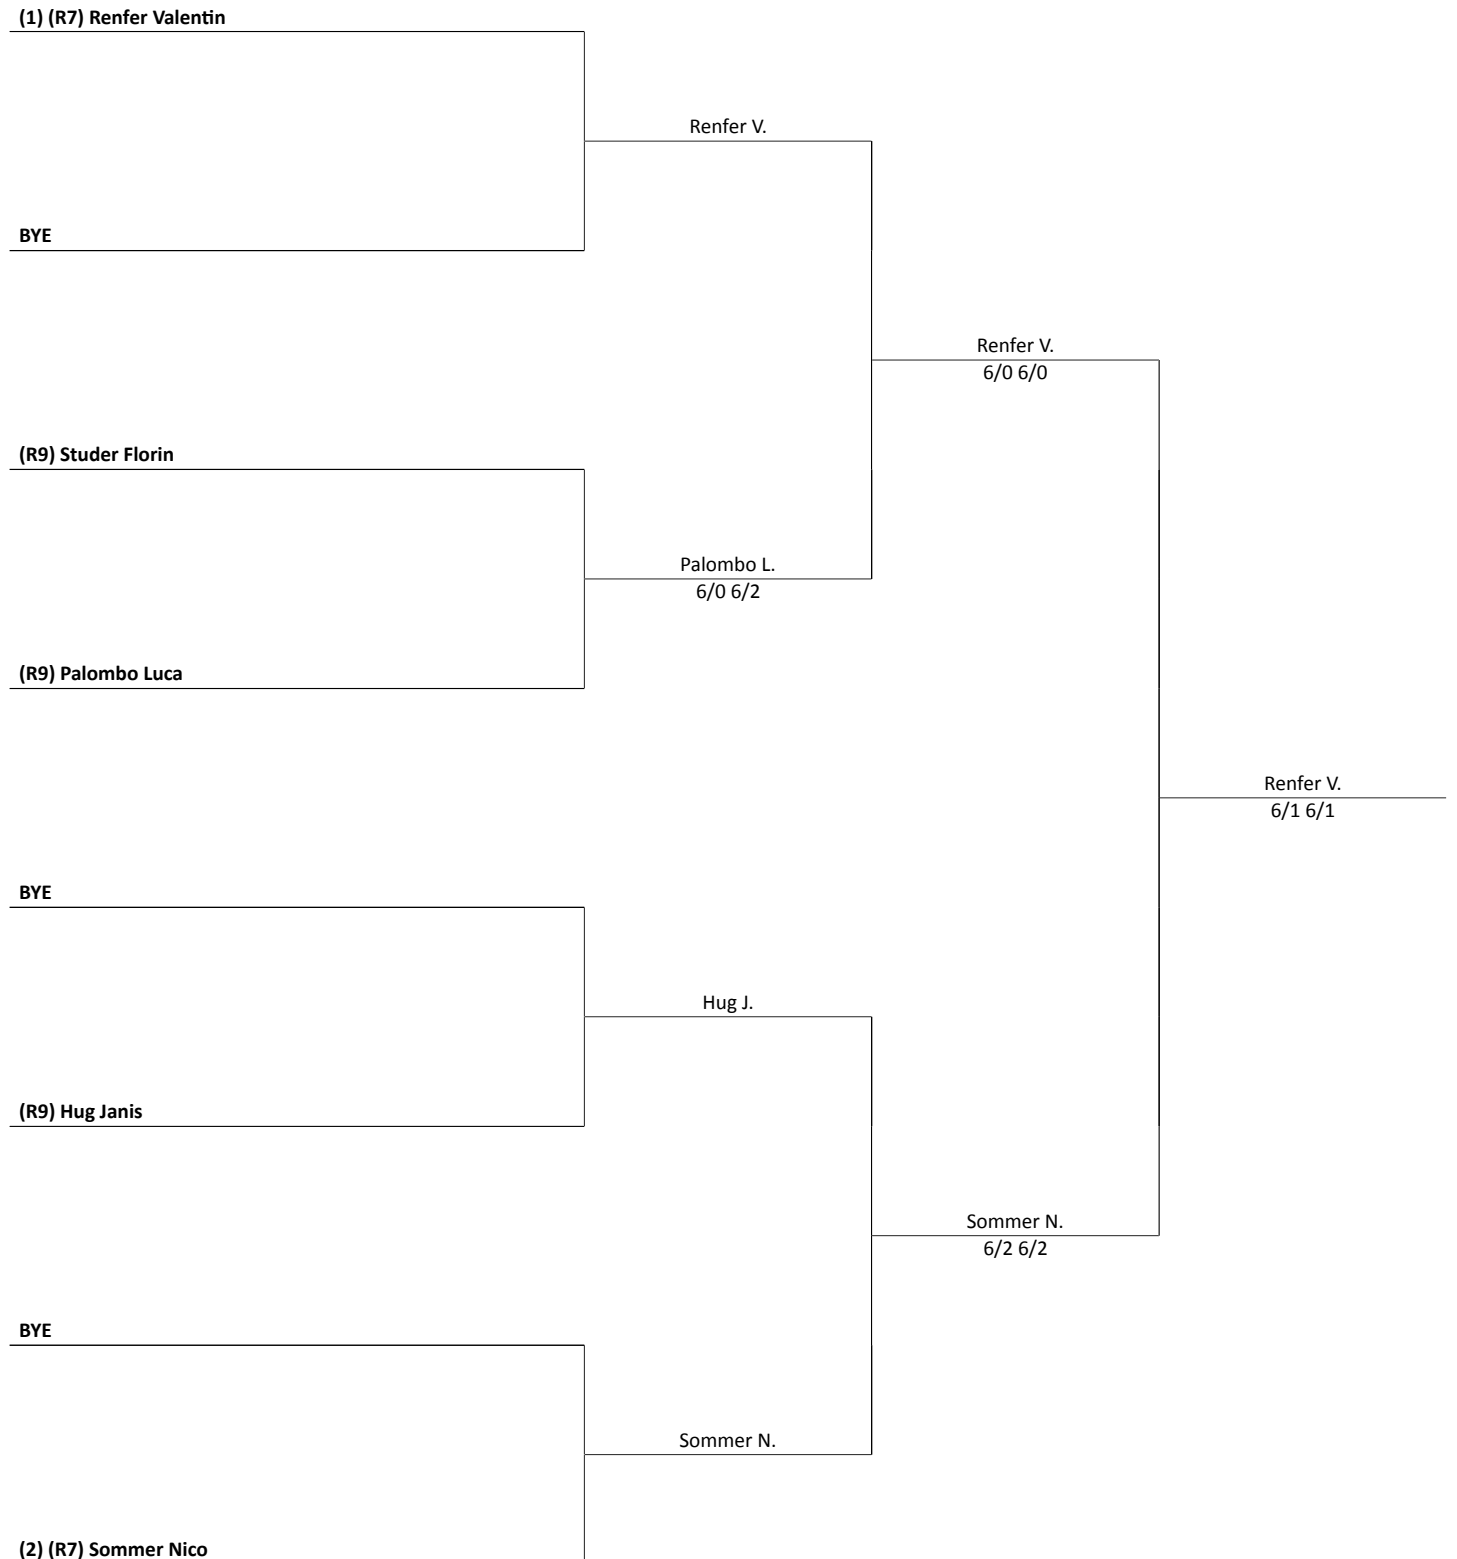 (1) (R7) Renfer Valentin
Renfer V.
BYE
Renfer V.
6/0 6/0
(R9) Studer Florin
Palombo L.
6/0 6/2
(R9) Palombo Luca
Renfer V.
6/1 6/1
BYE
Hug J.
(R9) Hug Janis
Sommer N.
6/2 6/2
BYE
Sommer N.
(2) (R7) Sommer Nico